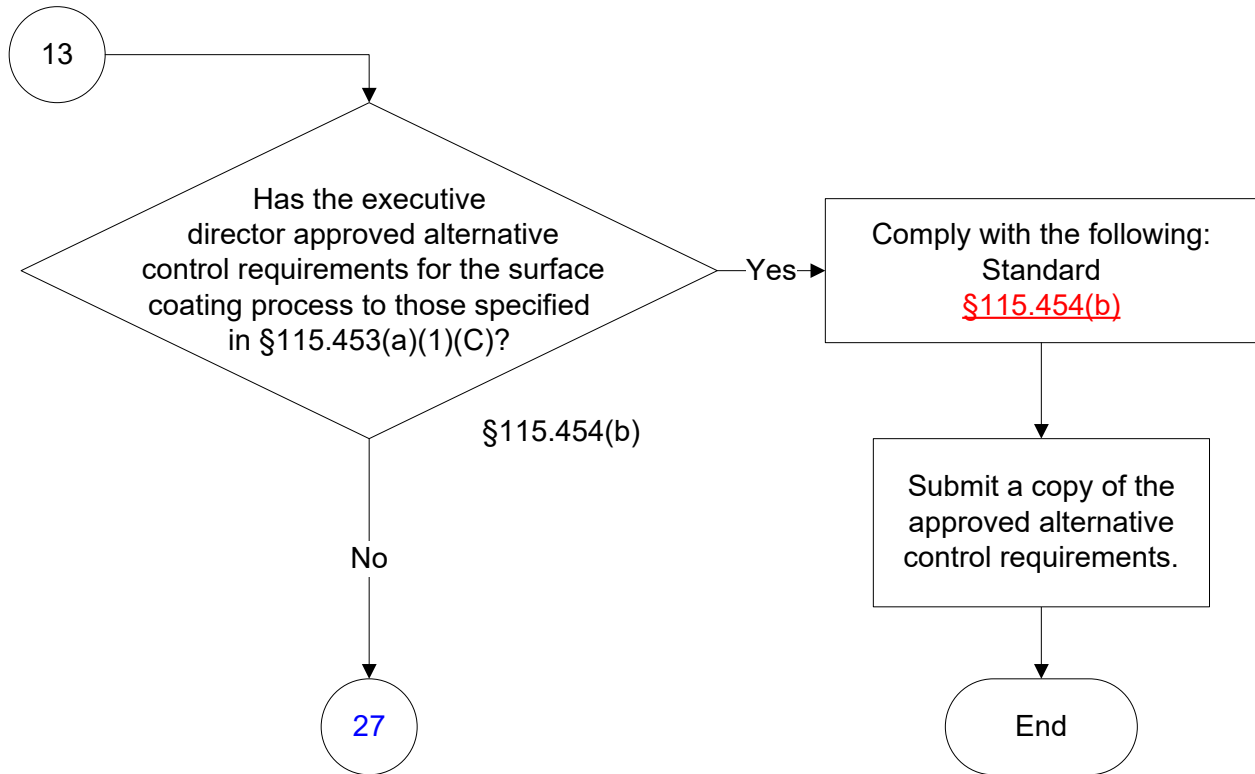 13
Has the executive
director approved alternative
control requirements for the surface
coating process to those specified
in §115.453(a)(1)(C)?
Yes
Comply with the following:
Standard
§115.454(b)
§115.454(b)
Submit a copy of the
approved alternative
control requirements.
No
27
End